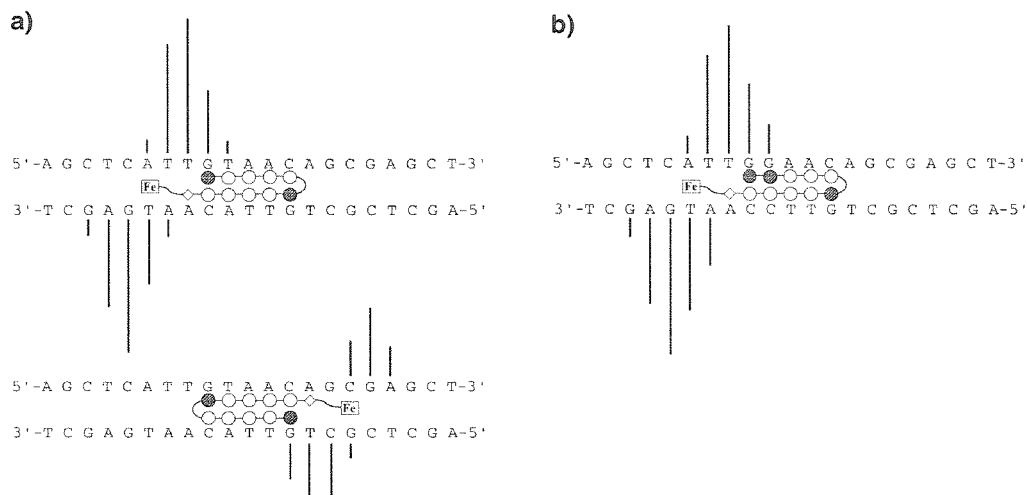 a)
5'-A G C T C A T T G T A A C A G C G A G C T-3'
Fe
3'-T C G A G T A A C A T T G T C G C T C G A-5'
5'-A G C T C A T T G T A A C A G C G A G C T-3'
Fe
3'-T C G A G T A A C A T T G T C G C T C G A-5'
b)
5'-A G C T C A T T G G A A C A G C G A G C T-3'
Fe
3'-T C G A G T A A C C T T G T C G C T C G A-5'